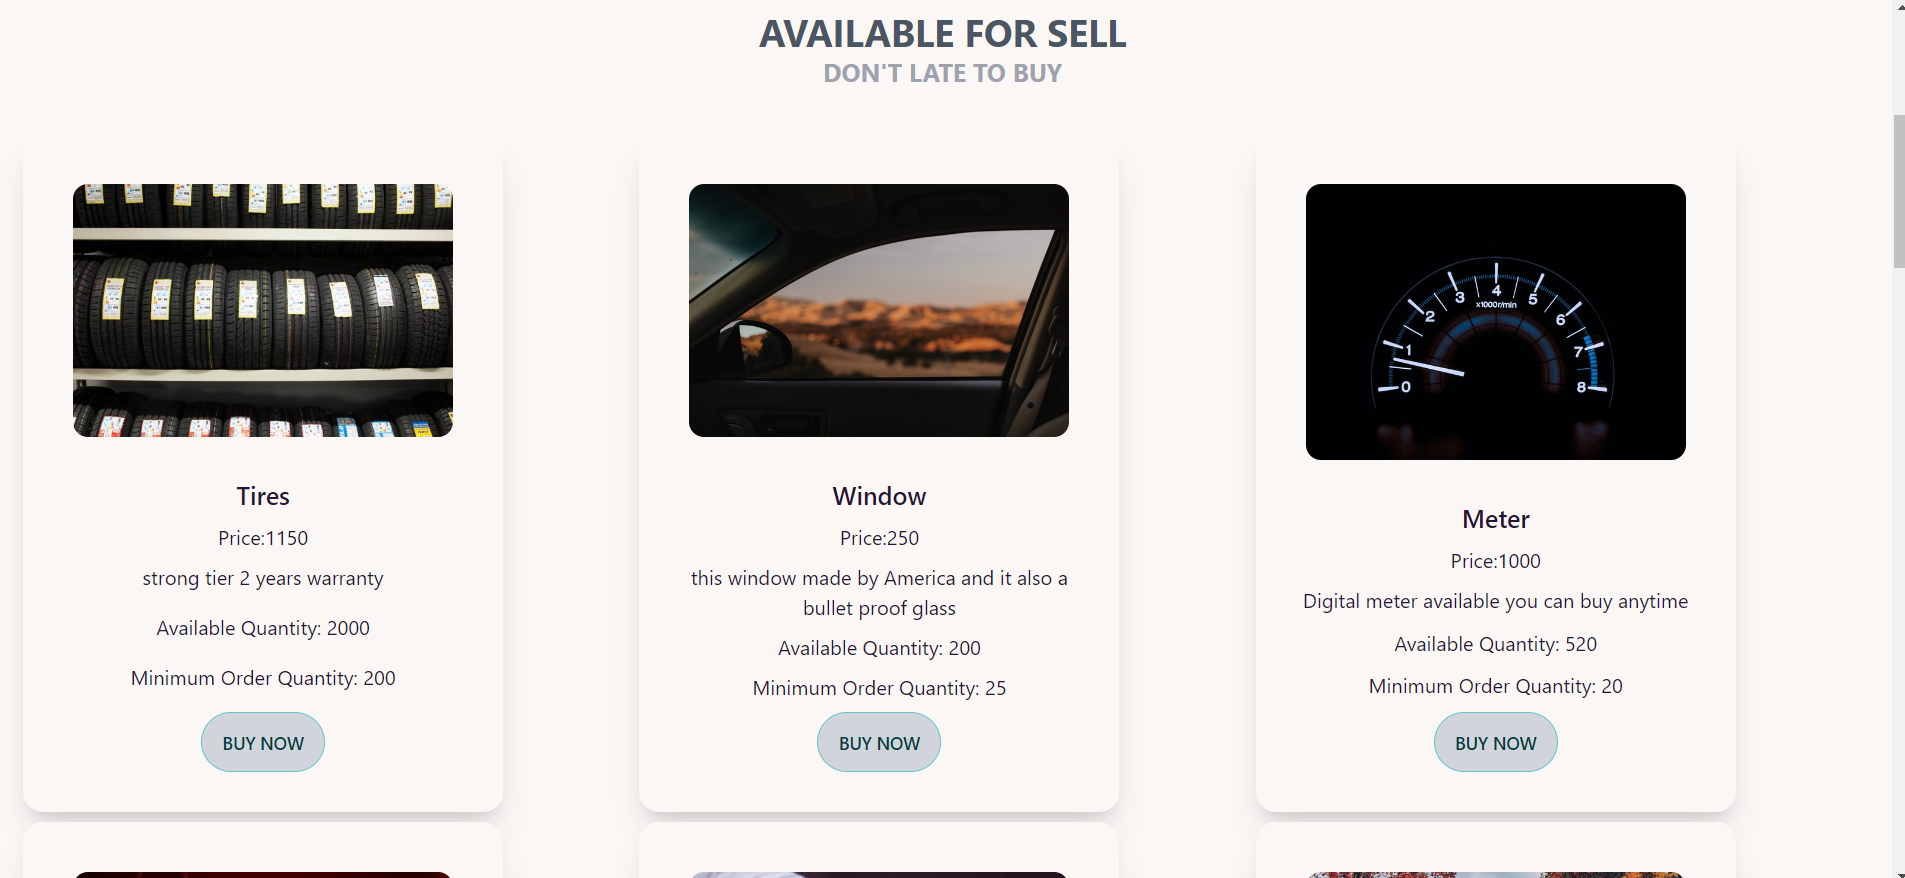 AVAILABLE FOR SELL
DON'T LATE TO BUY
Tires
Price:1150
strong tier 2 years warranty
Available Quantity: 2000
Minimum Order Quantity: 200
BUY NOW
Window
Price:250
this window made by America and it also a
bullet proof glass
Available Quantity: 200
Minimum Order Quantity: 25
BUY NOW
0 1 2 3 4 5 6 7 8
x1000r/min
Meter
Price:1000
Digital meter available you can buy anytime
Available Quantity: 520
Minimum Order Quantity: 20
BUY NOW